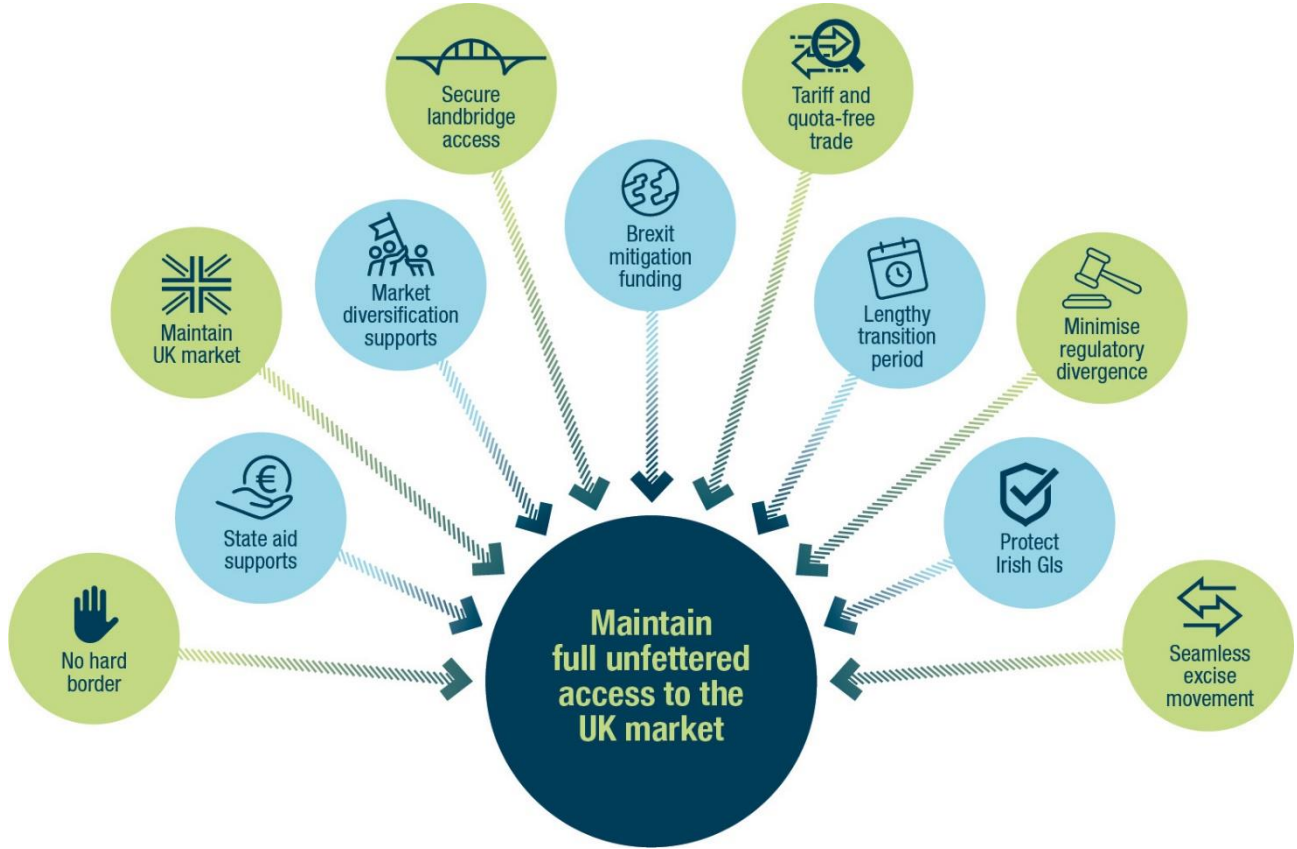 Secure
landbridge
access
Tariff and
quota-free
trade
Brexit
mitigation
funding
Market
diversification
supports
Lengthy
transition
period
Maintain
UK market
Minimise
regulatory
divergence
€
State aid
supports
Protect
Irish GIs
No hard
border
Seamless
excise
movement
Maintain
full unfettered
access to the
UK market